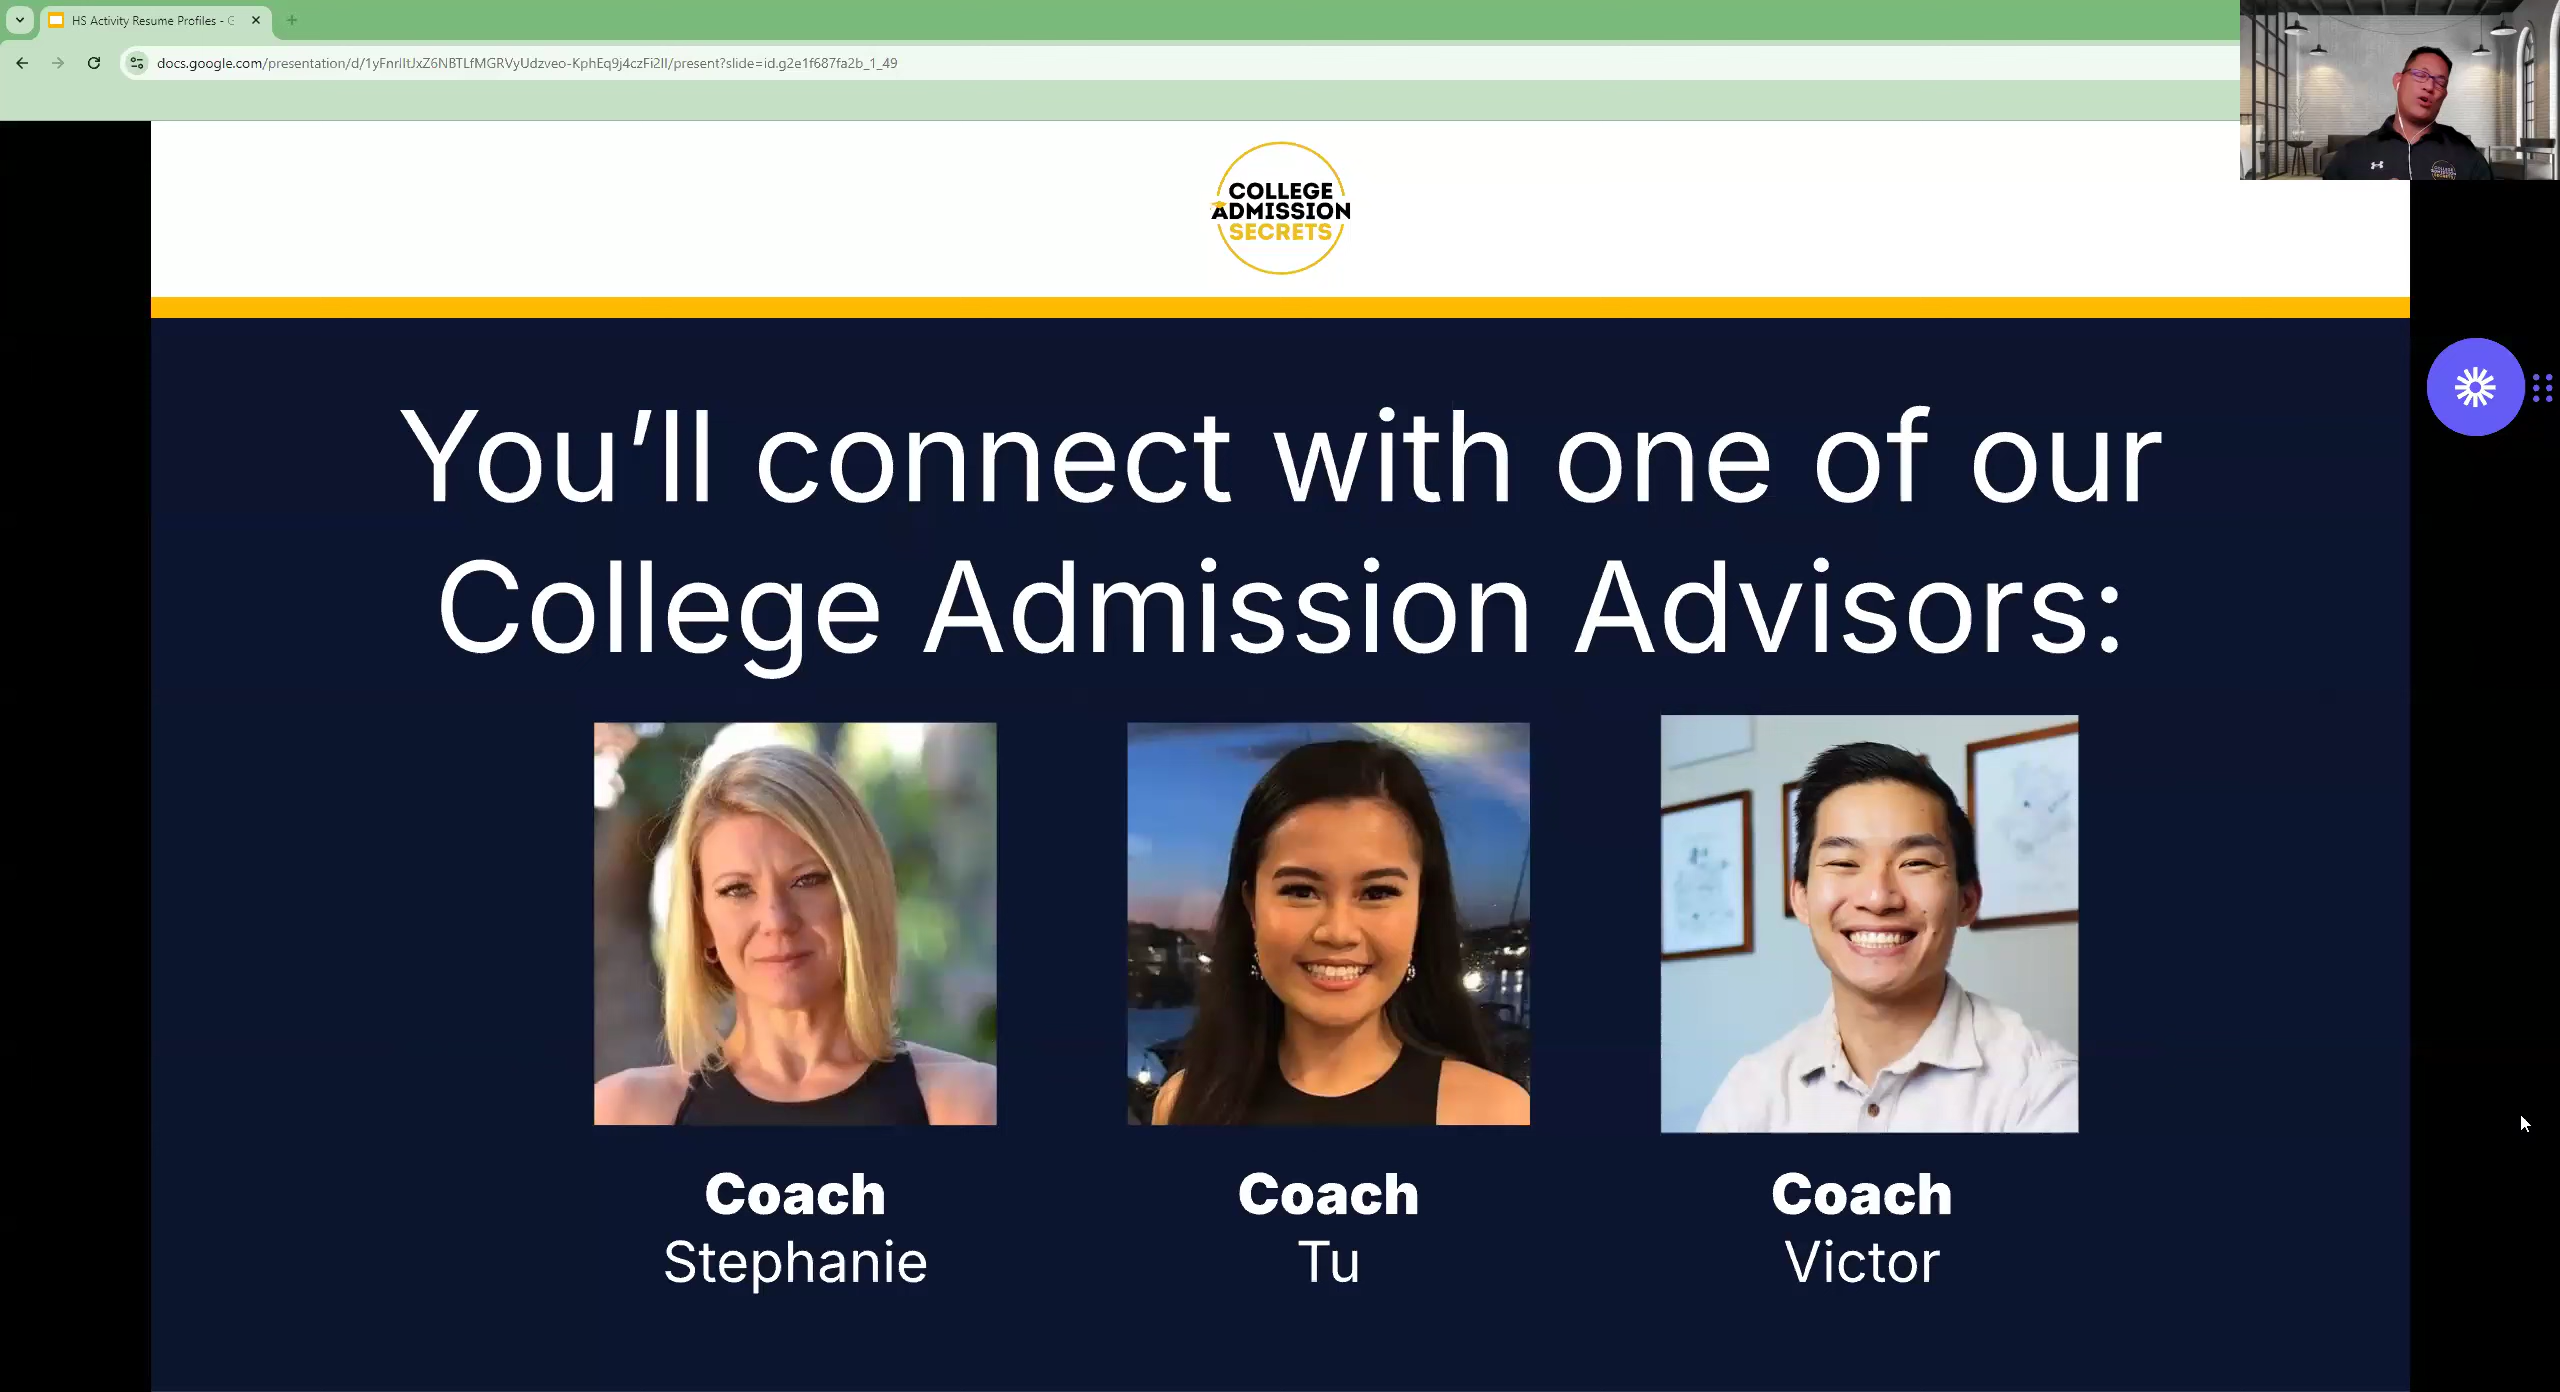 HS Activity Resume Profiles - G
docs.google.com/presentation/d/1yFnrlItJxZ6NBTLfMGRVyUdzveo-KphEq9j4czFi2lI/present?slide=id.g2e1f687fa2b_1_49
COLLEGE
ADMISSION
SECRETS
You’ll connect with one of our
College Admission Advisors:
Coach
Stephanie
Coach
Tu
Coach
Victor